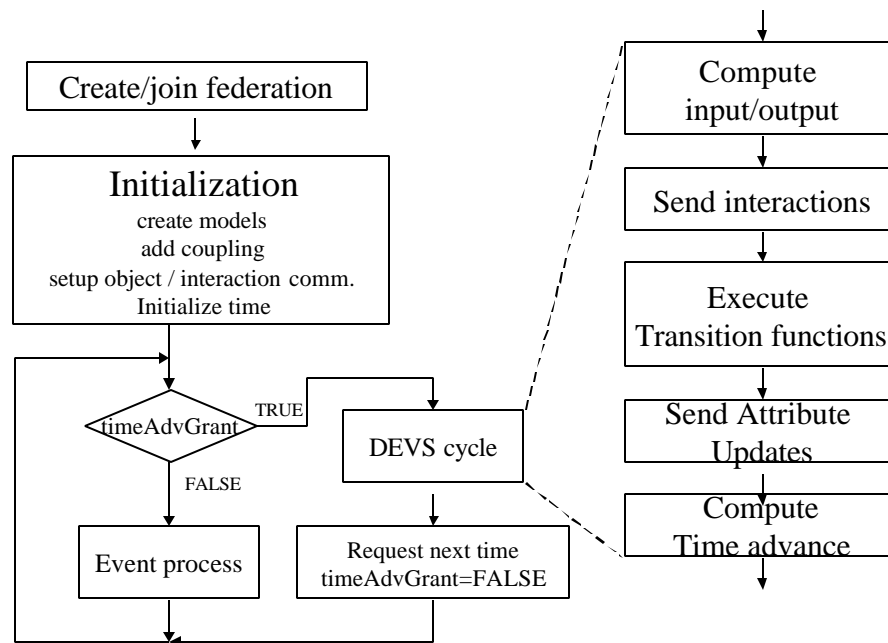 Create/join federation
Initialization
create models
add coupling
setup object / interaction comm.
Initialize time
timeAdvGrant
TRUE
FALSE
DEVS cycle
Event process
Request next time
timeAdvGrant=FALSE
Compute
input/output
Send interactions
Execute
Transition functions
Send Attribute
Updates
Compute
Time advance